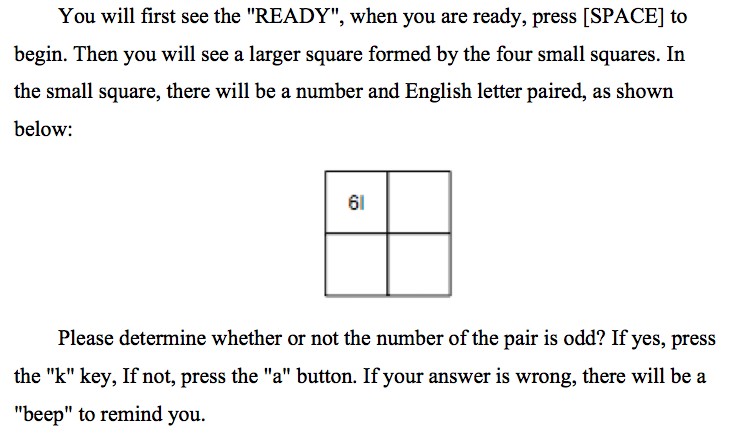 You will first see the "READY", when you are ready, press [SPACE] to
begin. Then you will see a larger square formed by the four small squares. In
the small square, there will be a number and English letter paired, as shown
below:
6I
Please determine whether or not the number of the pair is odd? If yes, press
the "k" key, If not, press the "a" button. If your answer is wrong, there will be a
"beep" to remind you.